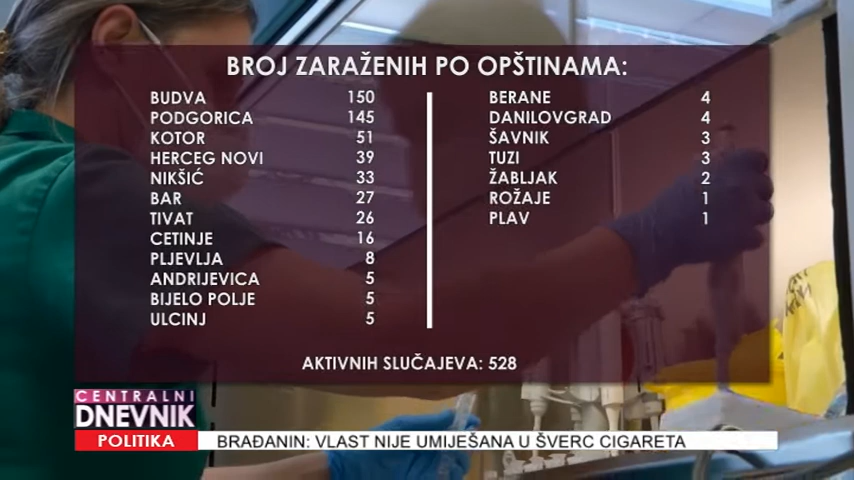 BROJ ZARAŽENIH PO OPŠTINAMA:
BUDVA 150
PODGORICA 145
KOTOR 51
HERCEG NOVI 39
NIKŠIĆ 33
BAR 27
TIVAT 26
CETINJE 16
PLJEVLJA 8
ANDRIJEVICA 5
BIJELO POLJE 5
ULCINJ 5
BERANE 4
DANILOVGRAD 4
ŠAVNIK 3
TUZI 3
ŽABLJAK 2
ROŽAJE 1
PLAV 1
AKTIVNIH SLUČAJEVA: 528
CENTRALNI
DNEVNIK
POLITIKA
BRAĐANIN: VLAST NIJE UMIJEŠANA U ŠVERC CIGARETA